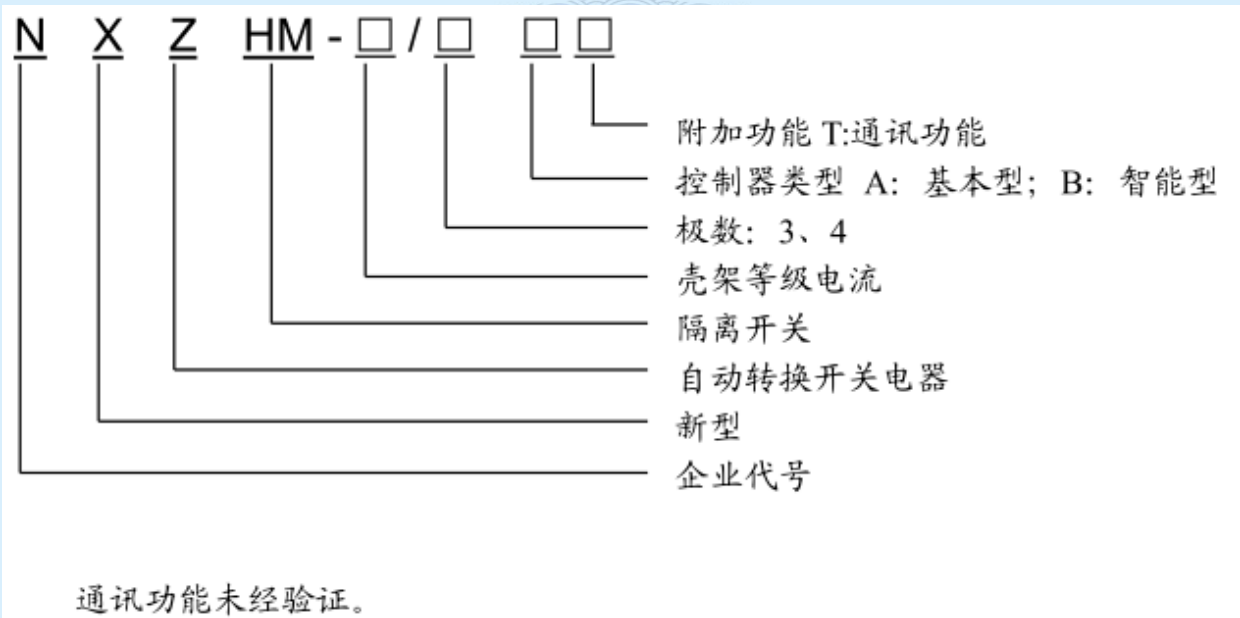 N X Z HM - □ / □ □ □
附加功能 T:通讯功能
控制器类型 A: 基本型; B: 智能型
极数: 3、4
壳架等级电流
隔离开关
自动转换开关电器
新型
企业代号
通讯功能未经验证。